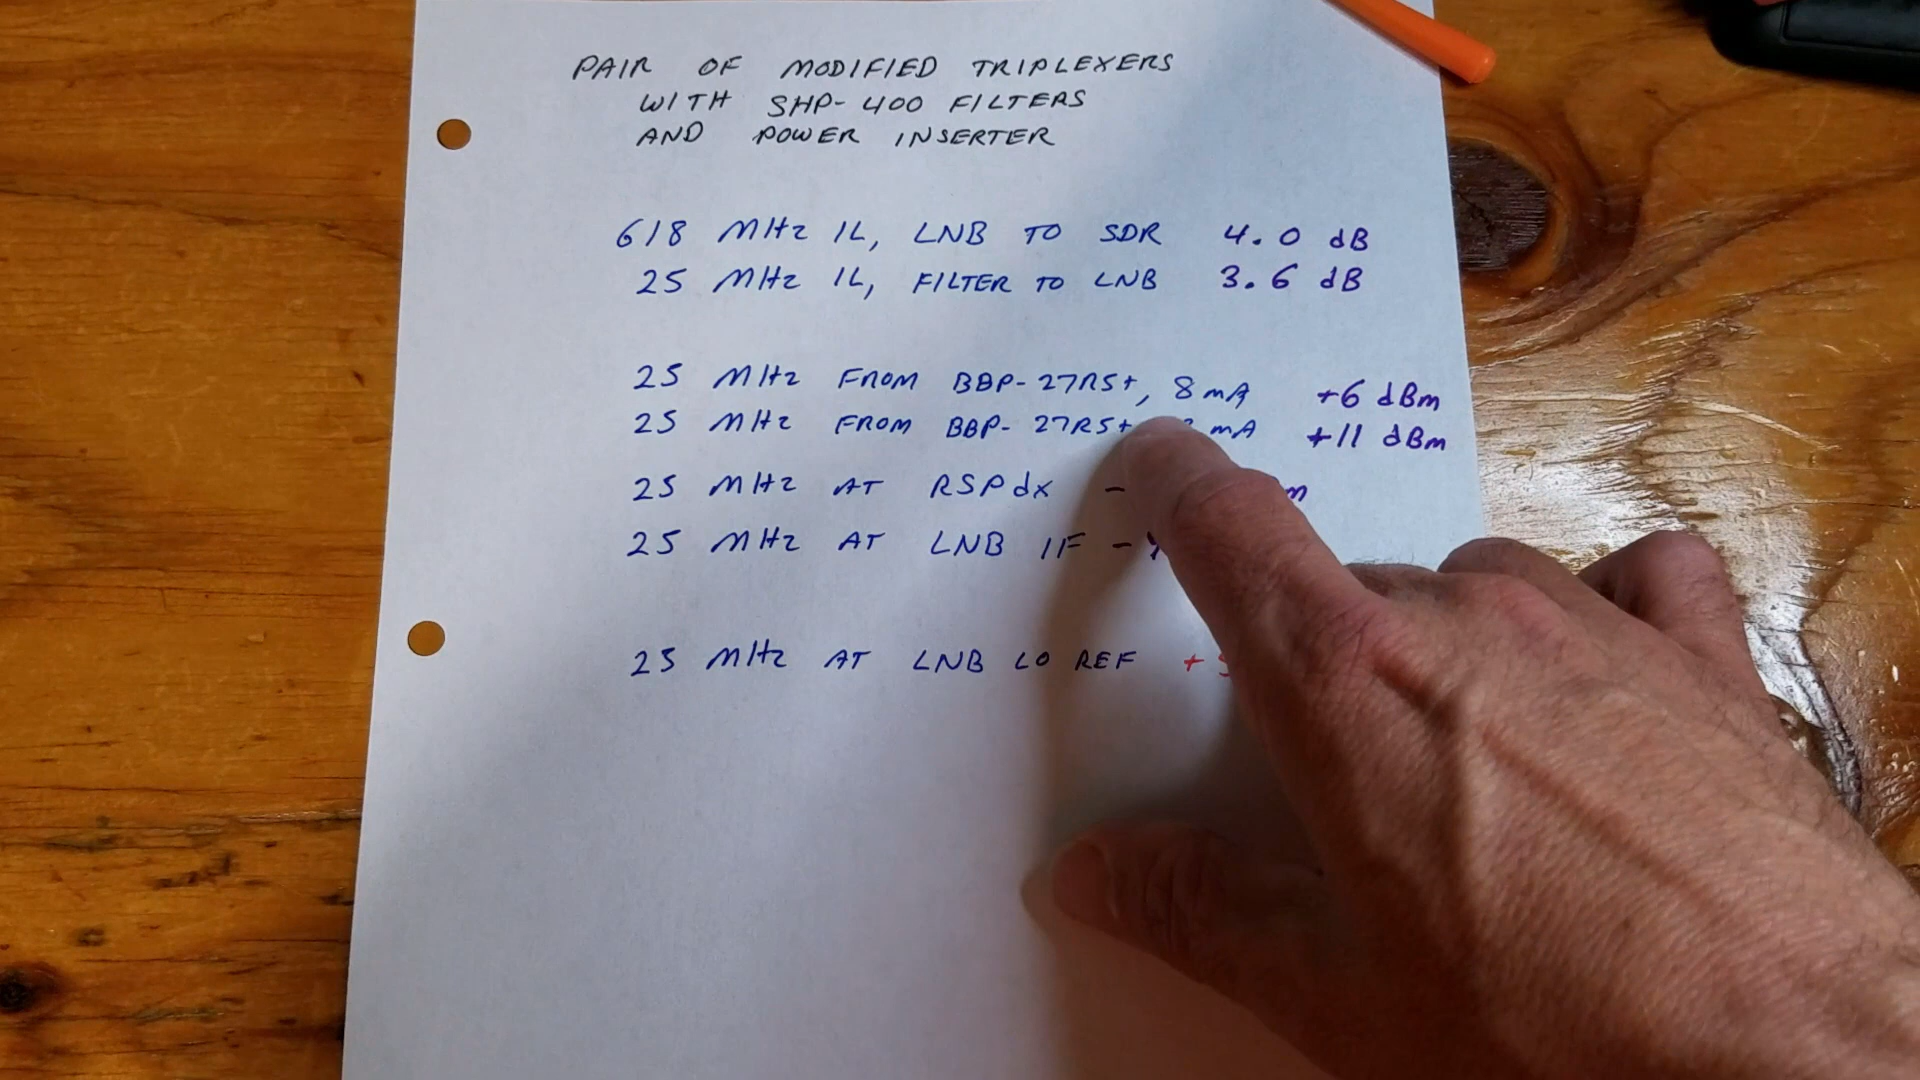 PAIR OF MODIFIED TRIPLEXERS
WITH SHP-400 FILTERS
AND POWER INSERTER
618 MHz IL, LNB TO SDR 4.0 dB
25 MHz IL, FILTER TO LNB 3.6 dB
25 MHz FROM BBP-27RS+, 8 mA +6 dBm
25 MHz FROM BBP-27RS+ mA +11 dBm
25 MHz AT RSPdx - m
25 MHz AT LNB IF -
25 MHz AT LNB LO REF +